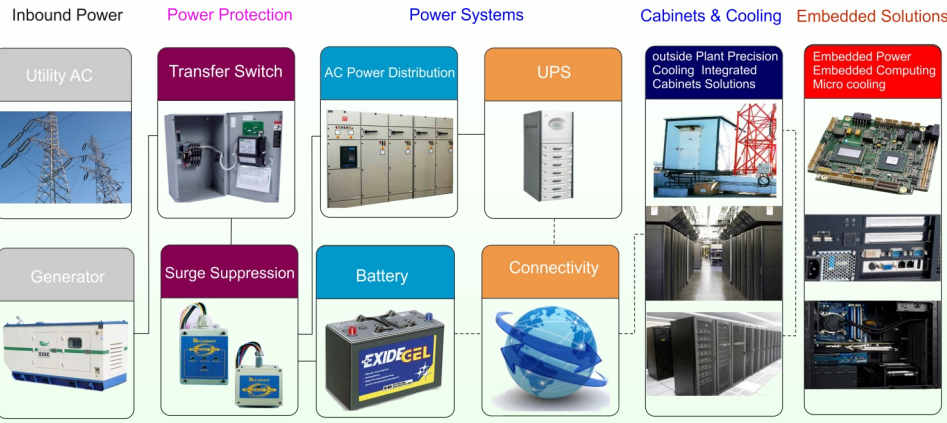 Inbound Power
Power Protection
Power Systems
Cabinets & Cooling
Embedded Solutions
Utility AC
Transfer Switch
AC Power Distribution
UPS
outside Plant Precision
Cooling Integrated
Cabinets Solutions
Embedded Power
Embedded Computing
Micro cooling
Generator
Surge Suppression
Battery
Connectivity
EXIDE GEL